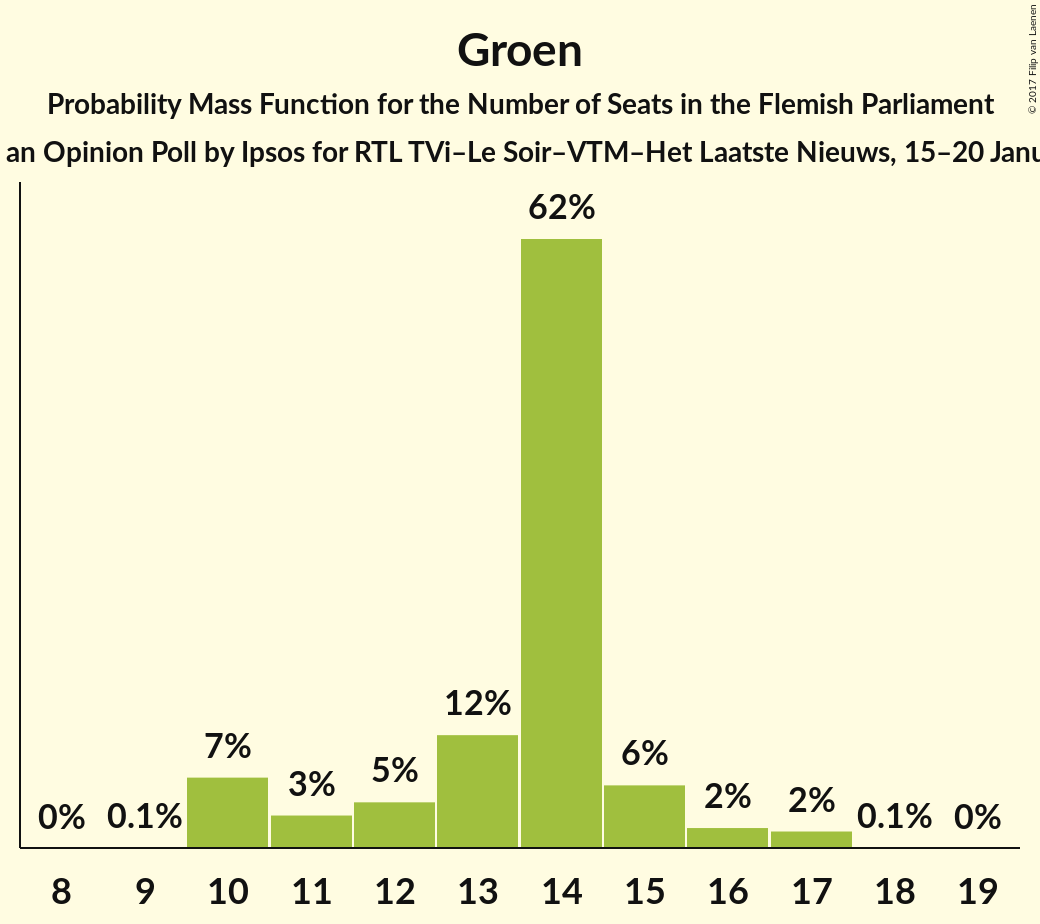 Groen
Probability Mass Function for the Number of Seats in the Flemish Parliament
an Opinion Poll by Ipsos for RTL TVi–Le Soir–VTM–Het Laatste Nieuws, 15–20 Janu
© 2017 Filip van Laenen
62%
12%
7%
6%
5%
3%
2%
2%
0%
0.1%
0.1%
0%
8 9 10 11 12 13 14 15 16 17 18 19